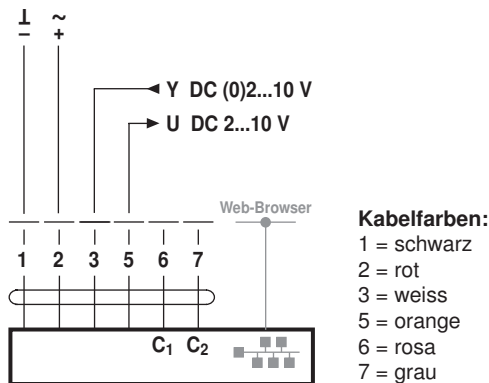 ⊥ ~
– +
Y DC (0)2...10 V
U DC 2...10 V
Web-Browser
1 2 3 5 6 7
C₁ C₂
Kabelfarben:
1 = schwarz
2 = rot
3 = weiss
5 = orange
6 = rosa
7 = grau